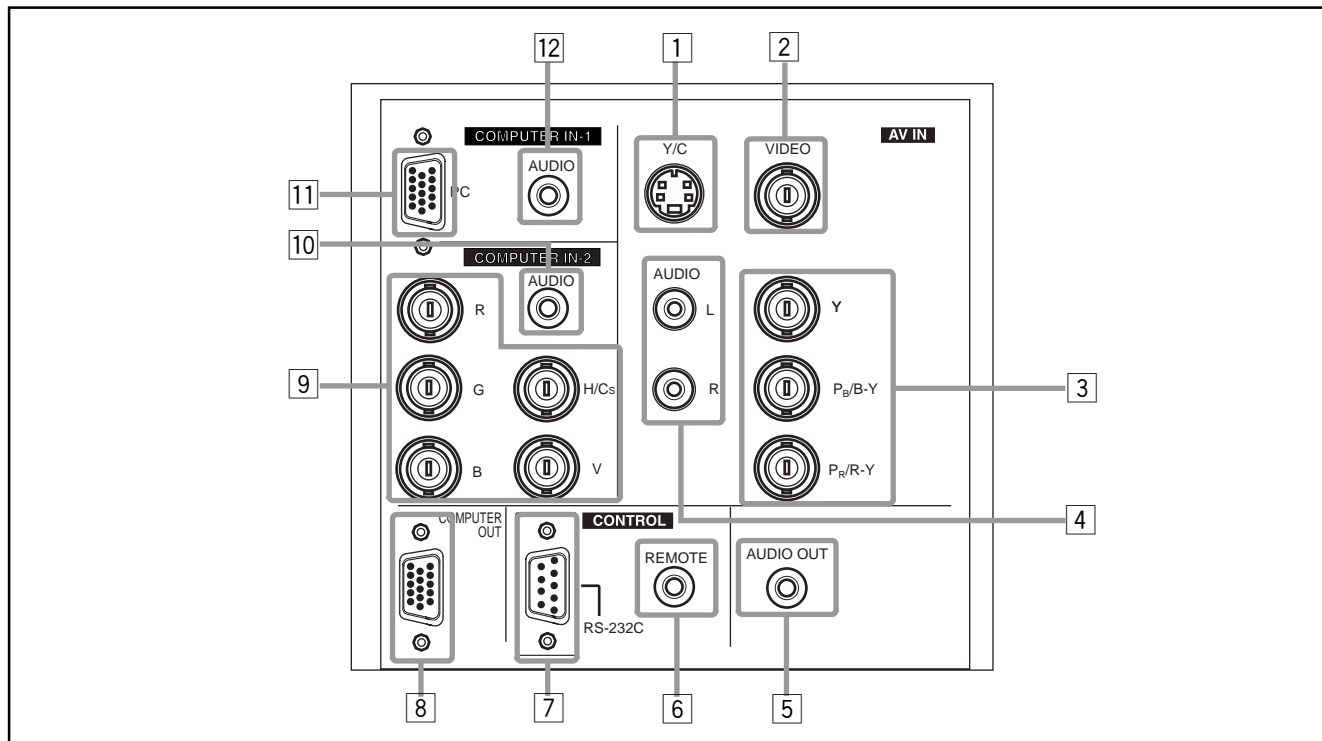 12
1
2
COMPUTER IN-1
AV IN
AUDIO
Y/C
VIDEO
11
PC
10
COMPUTER IN-2
AUDIO
AUDIO
R
L
Y
9
G
H/Cs
R
PB/B-Y
3
B
V
PR/R-Y
COMPUTER
OUT
CONTROL
4
REMOTE
AUDIO OUT
RS-232C
8
7
6
5